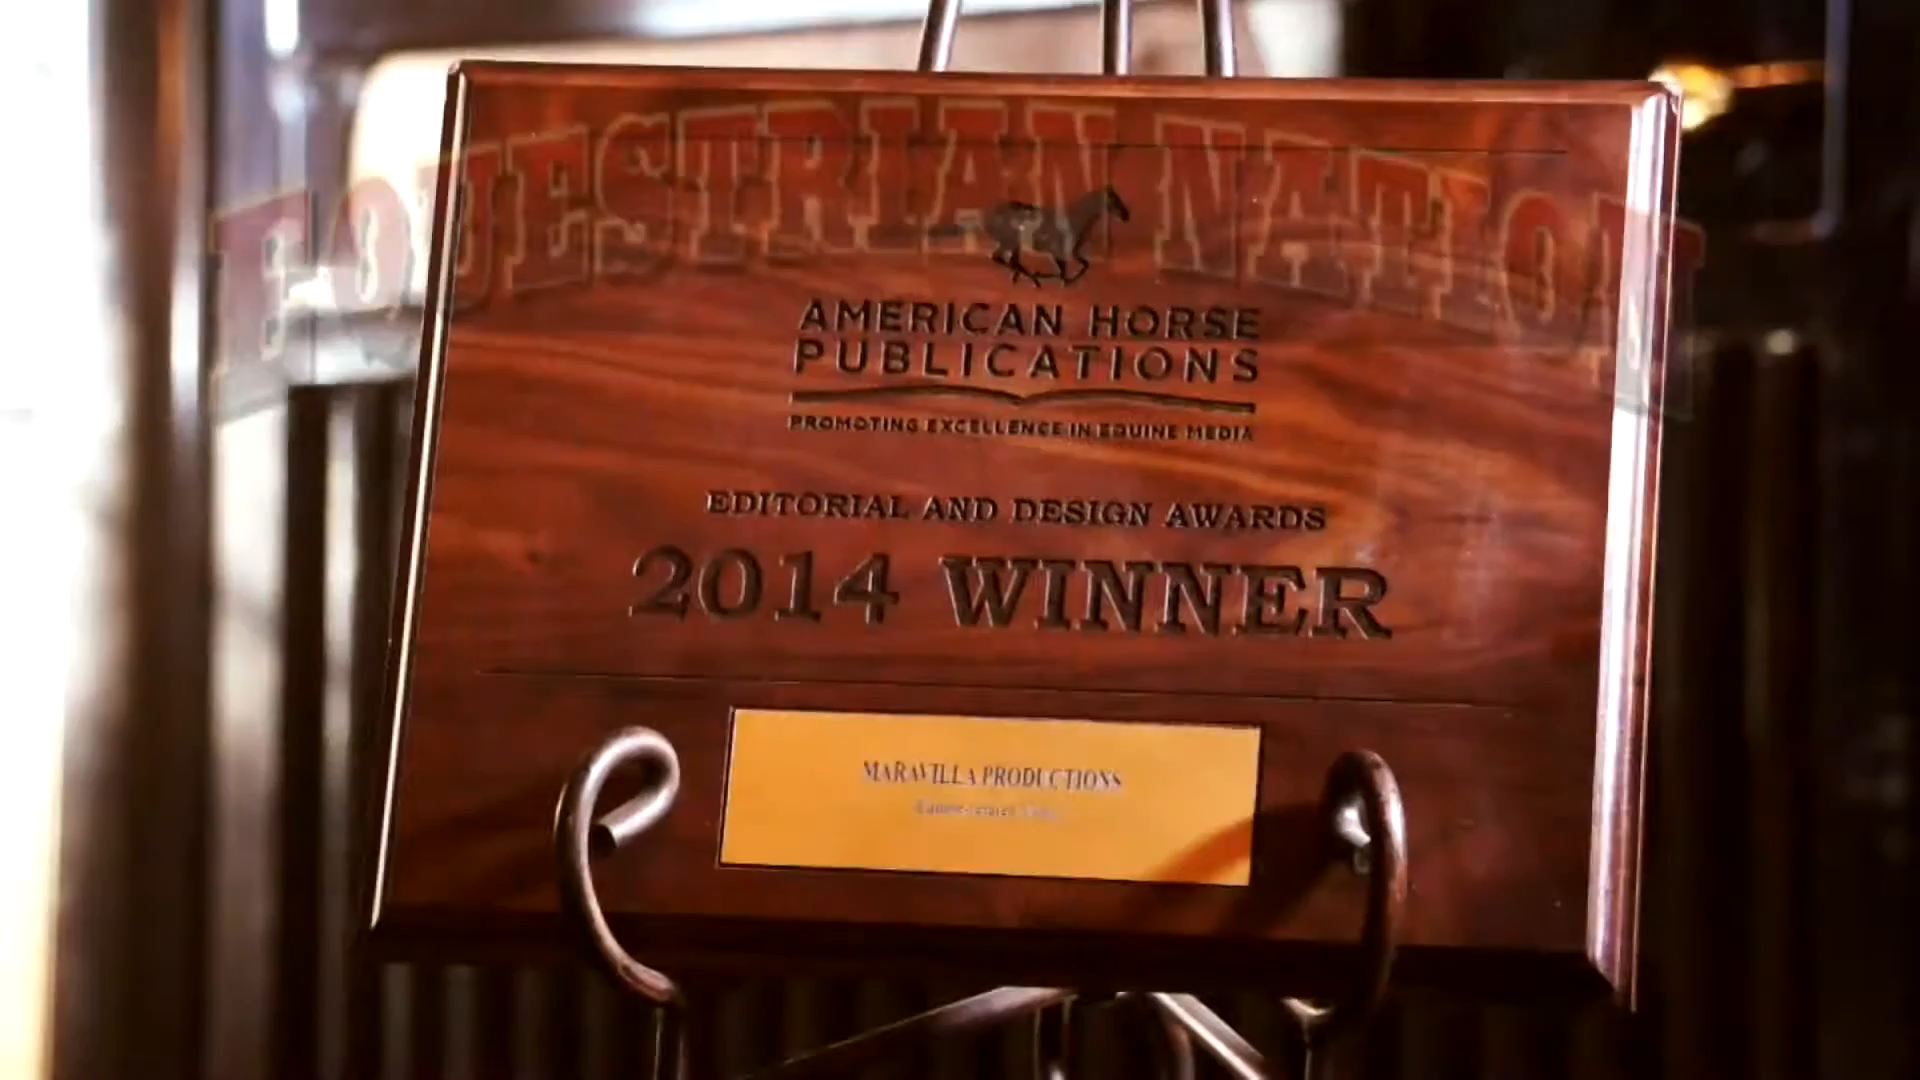 EQUESTRIAN NATION
AMERICAN HORSE
PUBLICATIONS
PROMOTING EXCELLENCE IN EQUINE MEDIA
EDITORIAL AND DESIGN AWARDS
2014 WINNER
MARAVILLA PRODUCTIONS